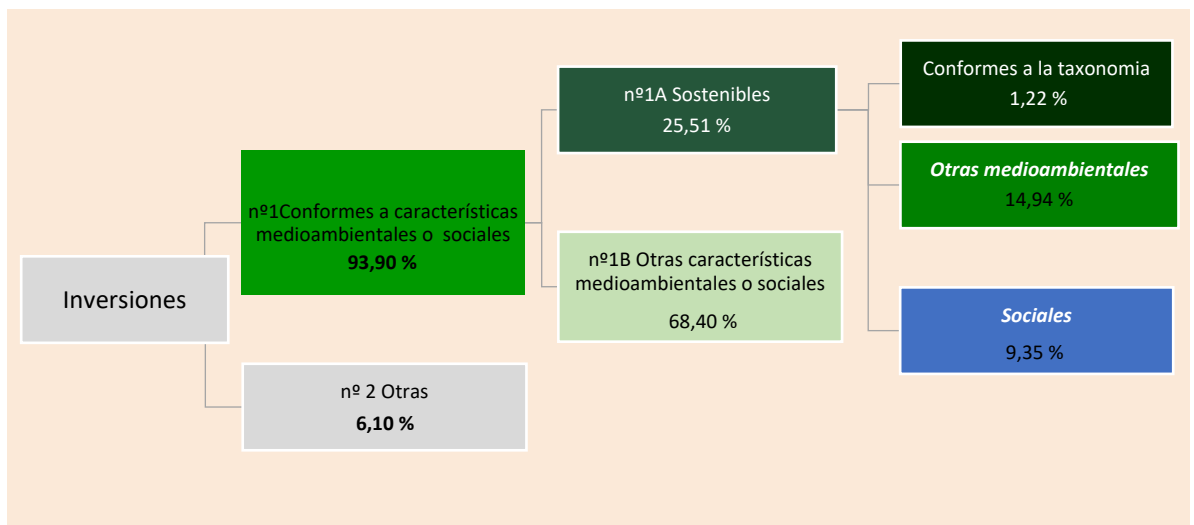 Inversiones
nº1Conformes a características
medioambientales o sociales
93,90 %
nº 2 Otras
6,10 %
nº1A Sostenibles
25,51 %
nº1B Otras características
medioambientales o sociales
68,40 %
Conformes a la taxonomia
1,22 %
Otras medioambientales
14,94 %
Sociales
9,35 %